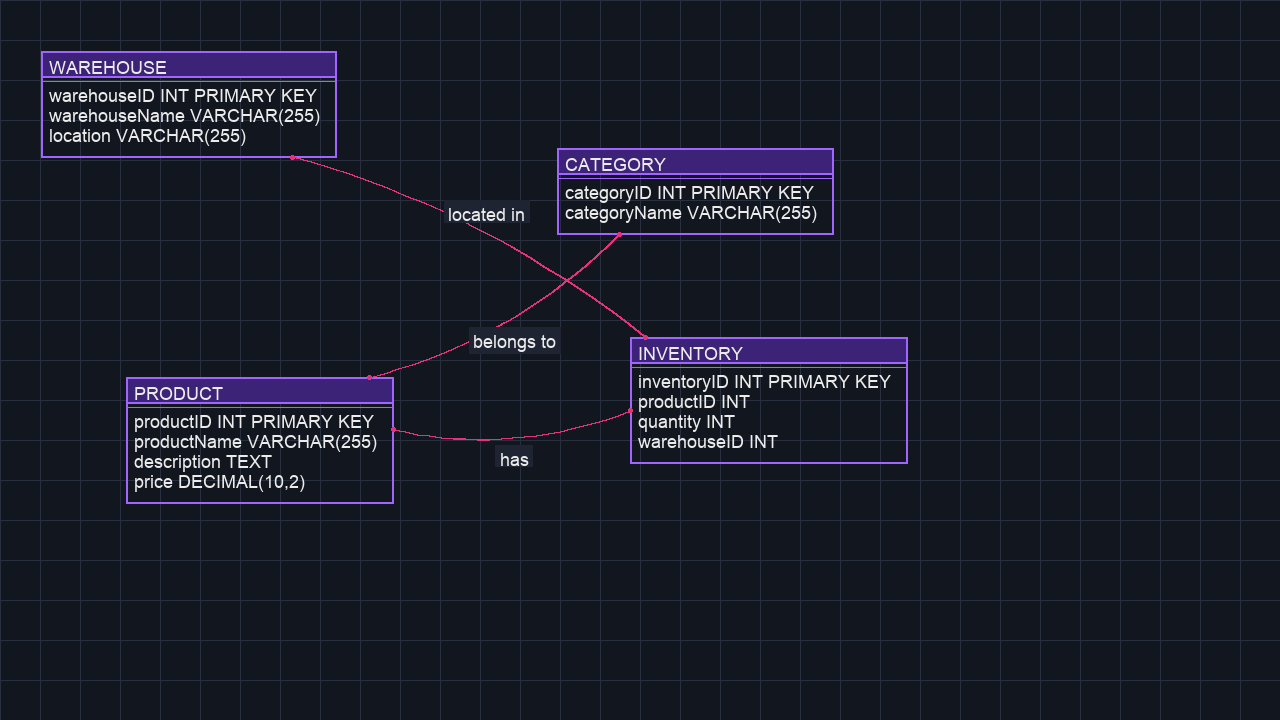 WAREHOUSE
warehouseID INT PRIMARY KEY
warehouseName VARCHAR(255)
location VARCHAR(255)
CATEGORY
categoryID INT PRIMARY KEY
categoryName VARCHAR(255)
located in
belongs to
INVENTORY
inventoryID INT PRIMARY KEY
productID INT
quantity INT
warehouseID INT
PRODUCT
productID INT PRIMARY KEY
productName VARCHAR(255)
description TEXT
price DECIMAL(10,2)
has